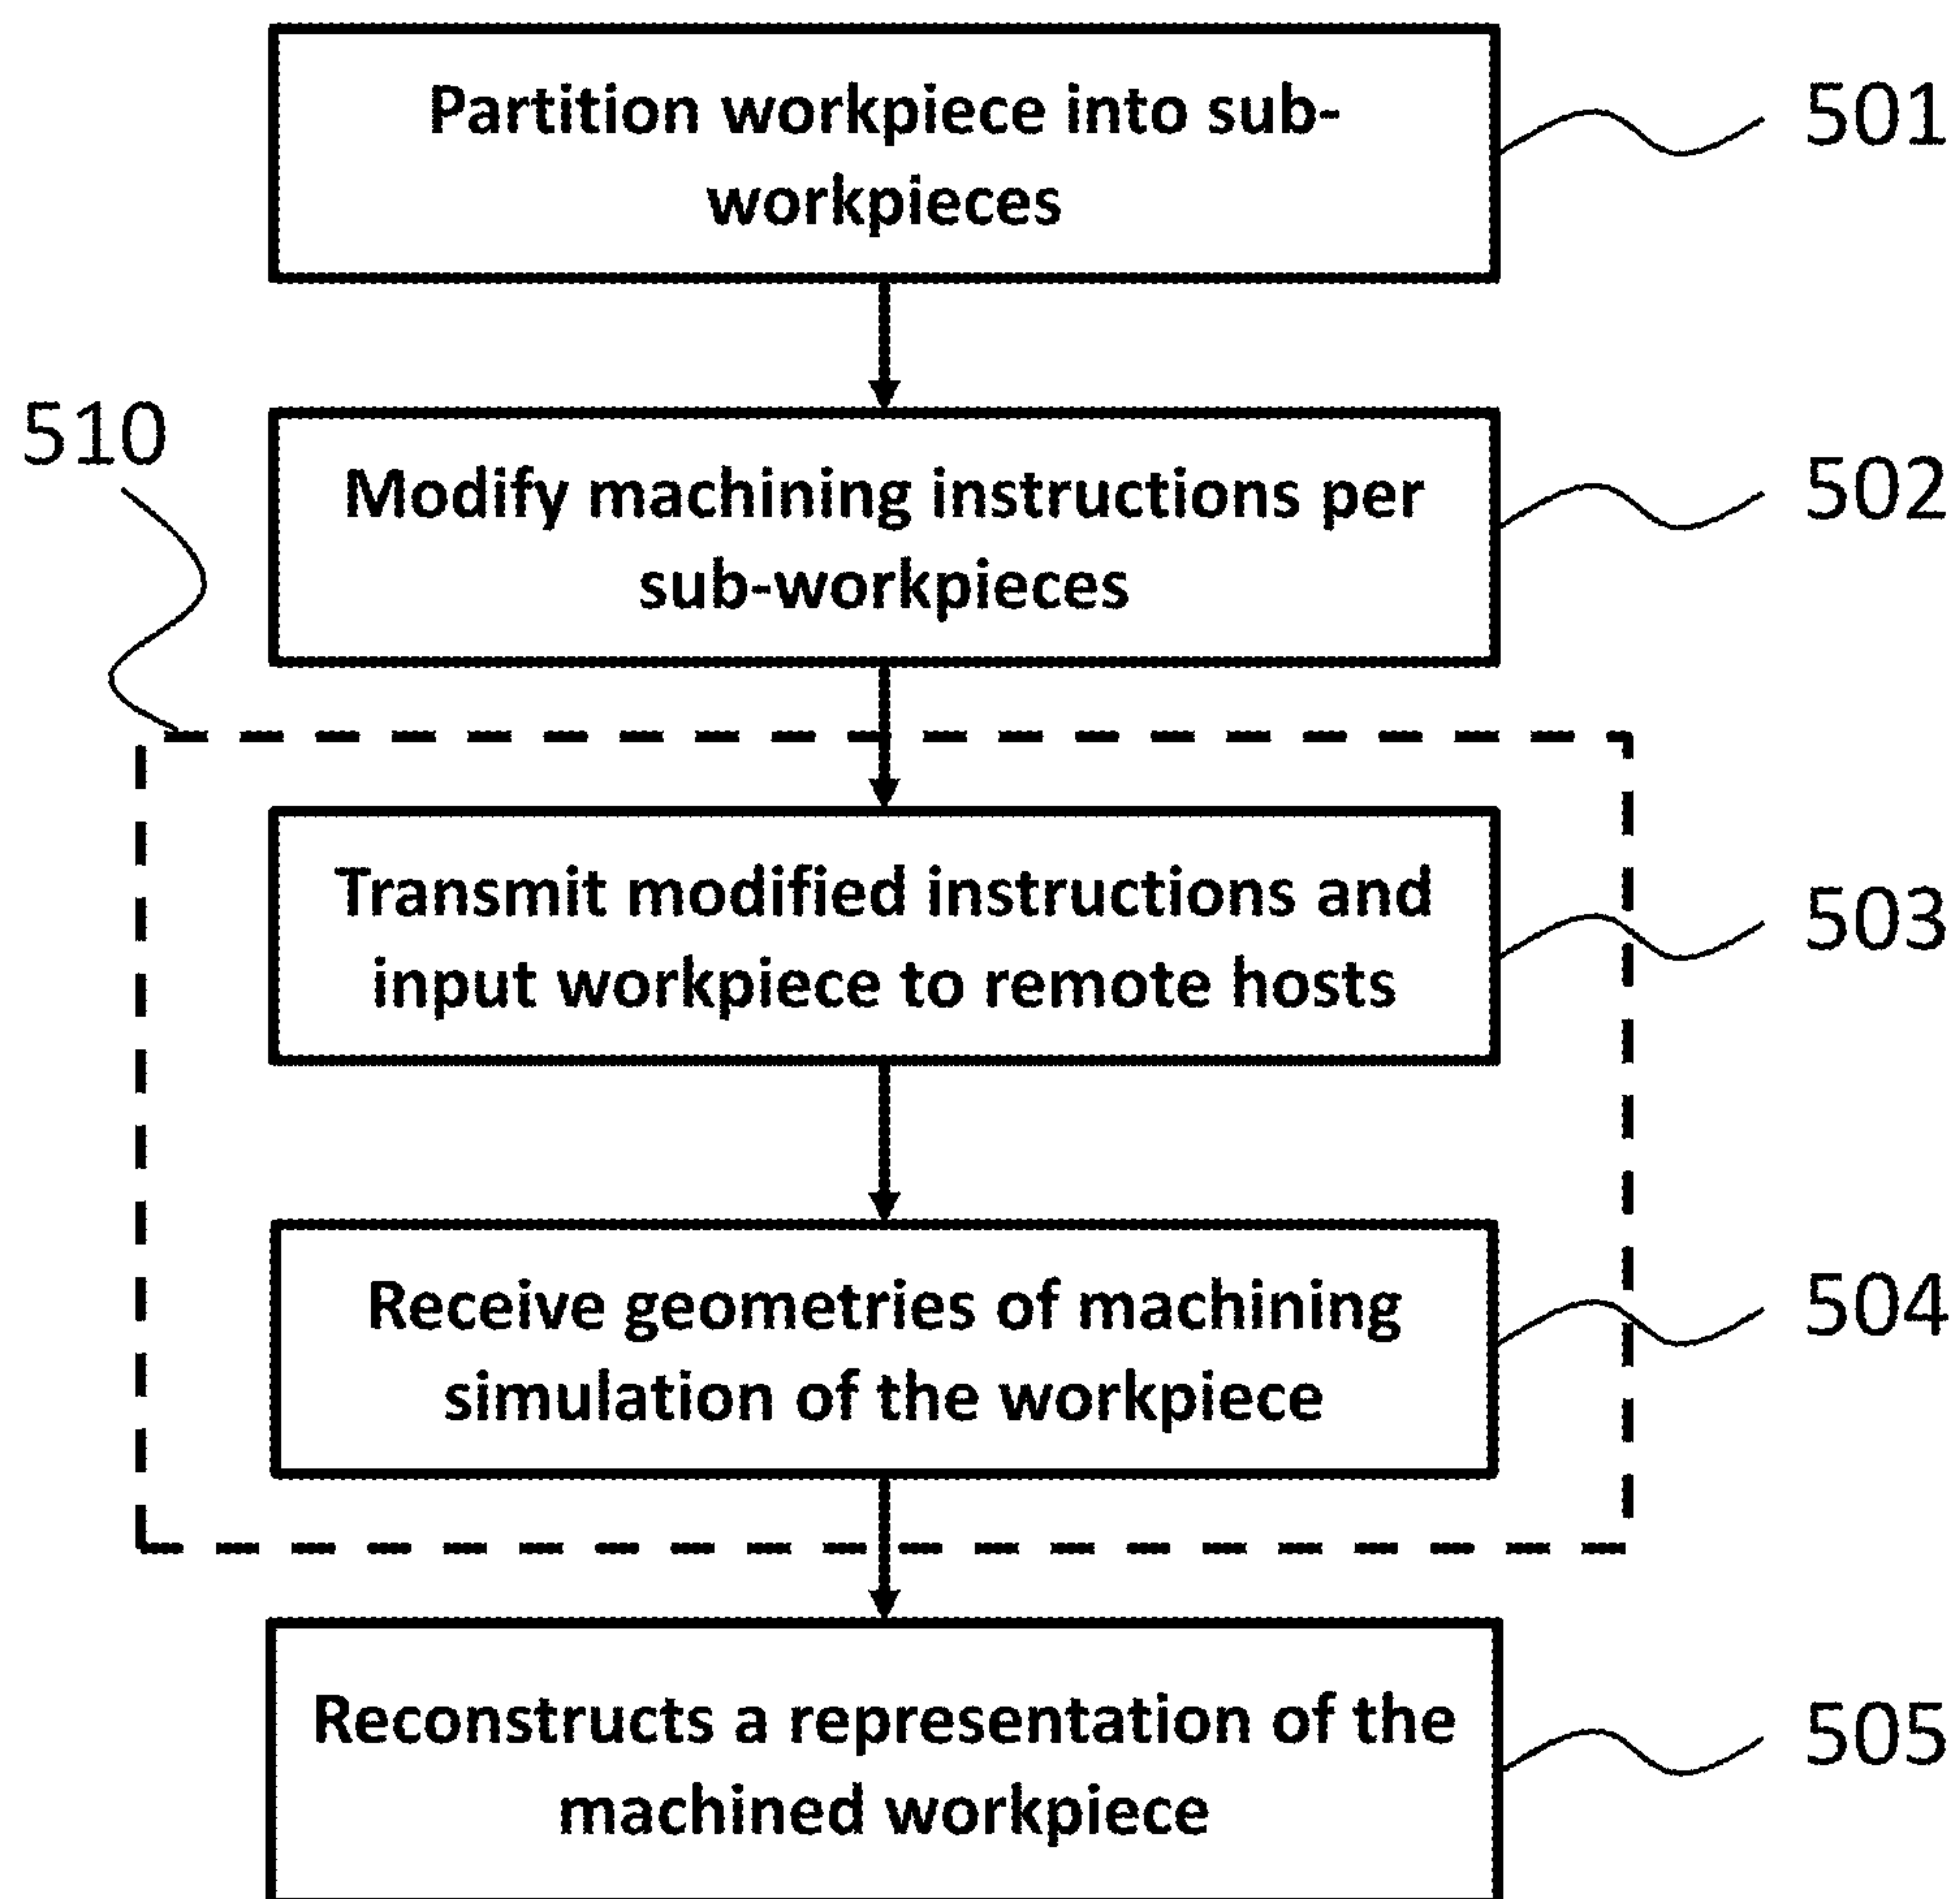 Partition workpiece into sub-
workpieces
501
510
Modify machining instructions per
sub-workpieces
502
Transmit modified instructions and
input workpiece to remote hosts
503
Receive geometries of machining
simulation of the workpiece
504
Reconstructs a representation of the
machined workpiece
505